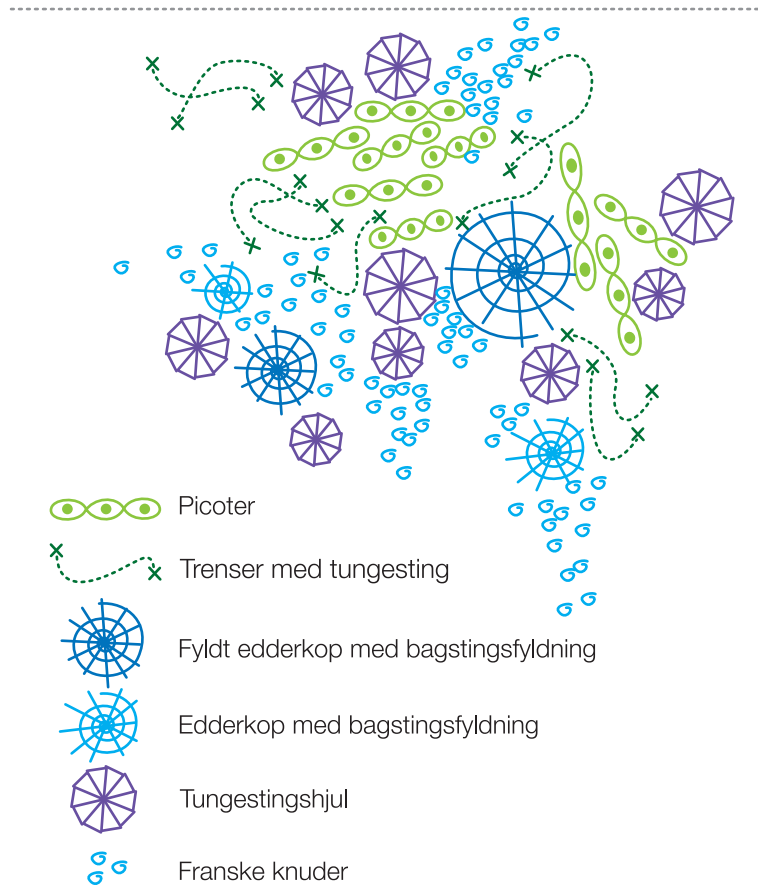 Picoter
Trenser med tungesting
Fyldt edderkop med bagstingsfyldning
Edderkop med bagstingsfyldning
Tungestingshjul
Franske knuder